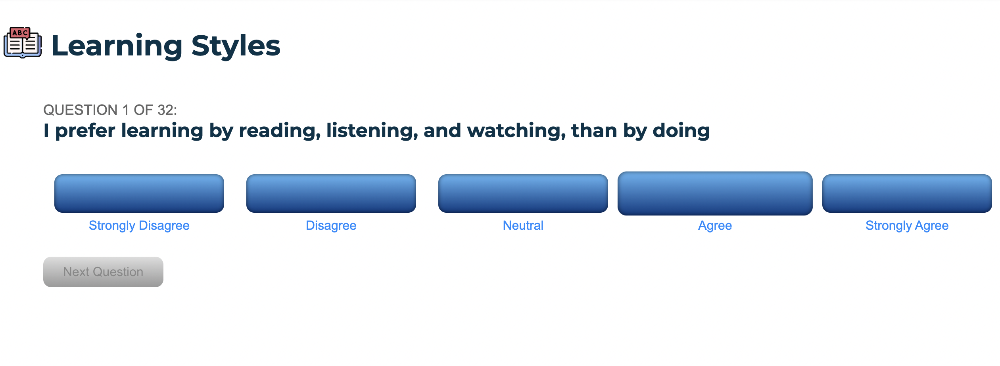 ABC
Learning Styles
QUESTION 1 OF 32:
I prefer learning by reading, listening, and watching, than by doing
Strongly Disagree
Disagree
Neutral
Agree
Strongly Agree
Next Question